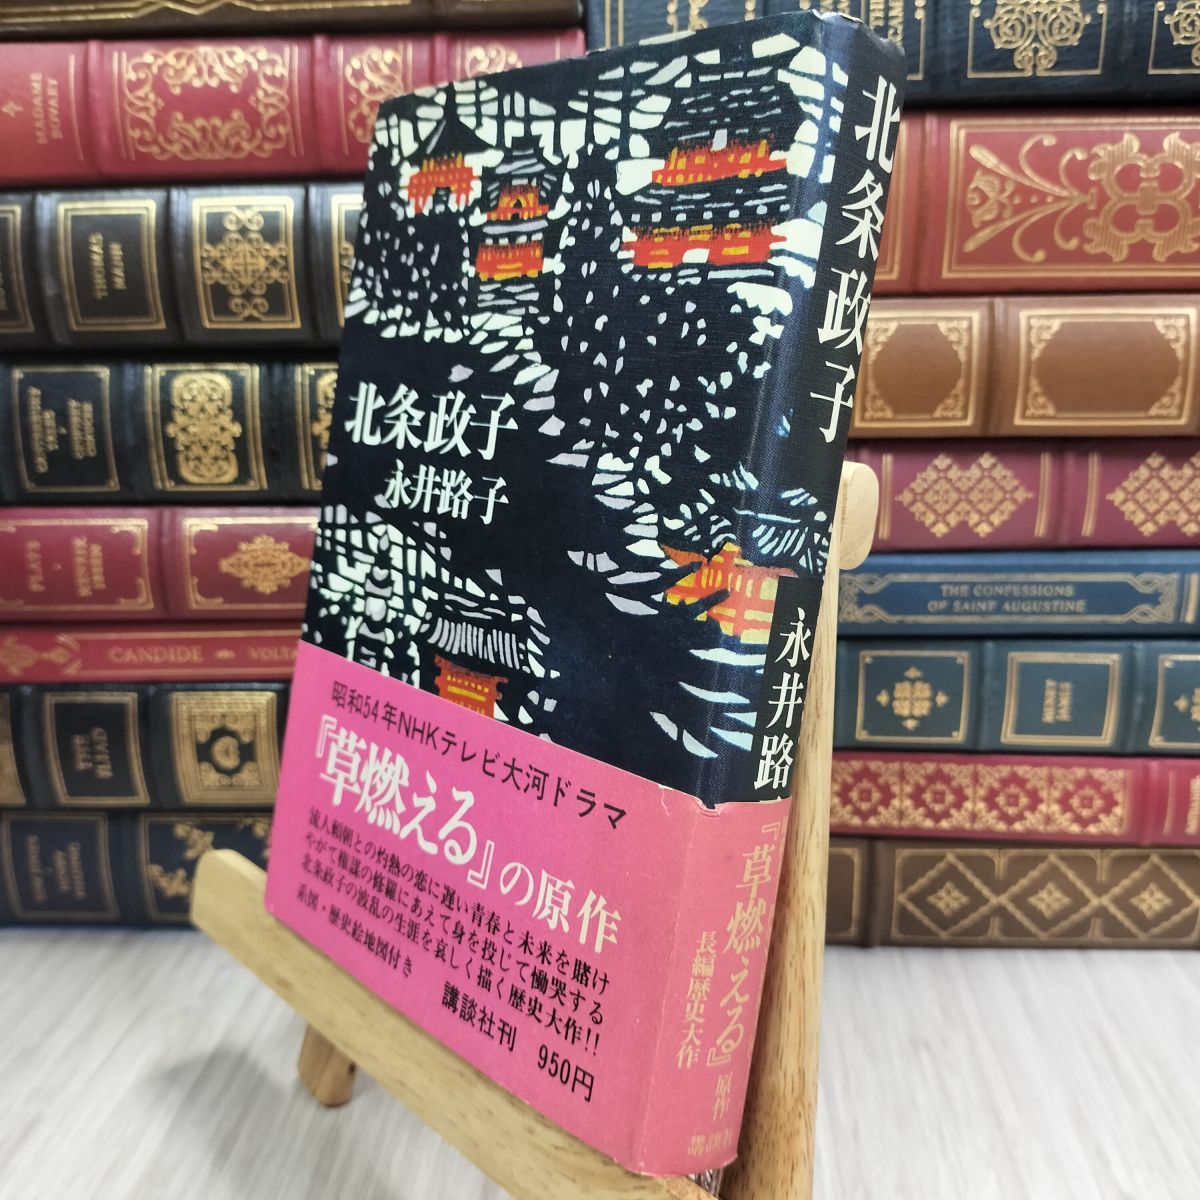 北条政子
永井路子
昭和54年NHKテレビ大河ドラマ
『草燃える』の原作
流人頼朝との灼熱の恋に遅い青春と未来を賭け
やがて権謀の修羅にあえて身を投じて慟哭する
北条政子の波乱の生涯を哀しく描く歴史大作!!
系図・歴史絵地図付き
講談社刊 950円
北条政子
永井路
『草燃える』原作
長編歴史大作
講談社
MADAME
BOVARY
THOMAS
MANN
PLAYS
CANDIDE
VOLTA
THE CONFESSIONS
OF SAINT AUGUSTINE
HENRY
JAMES